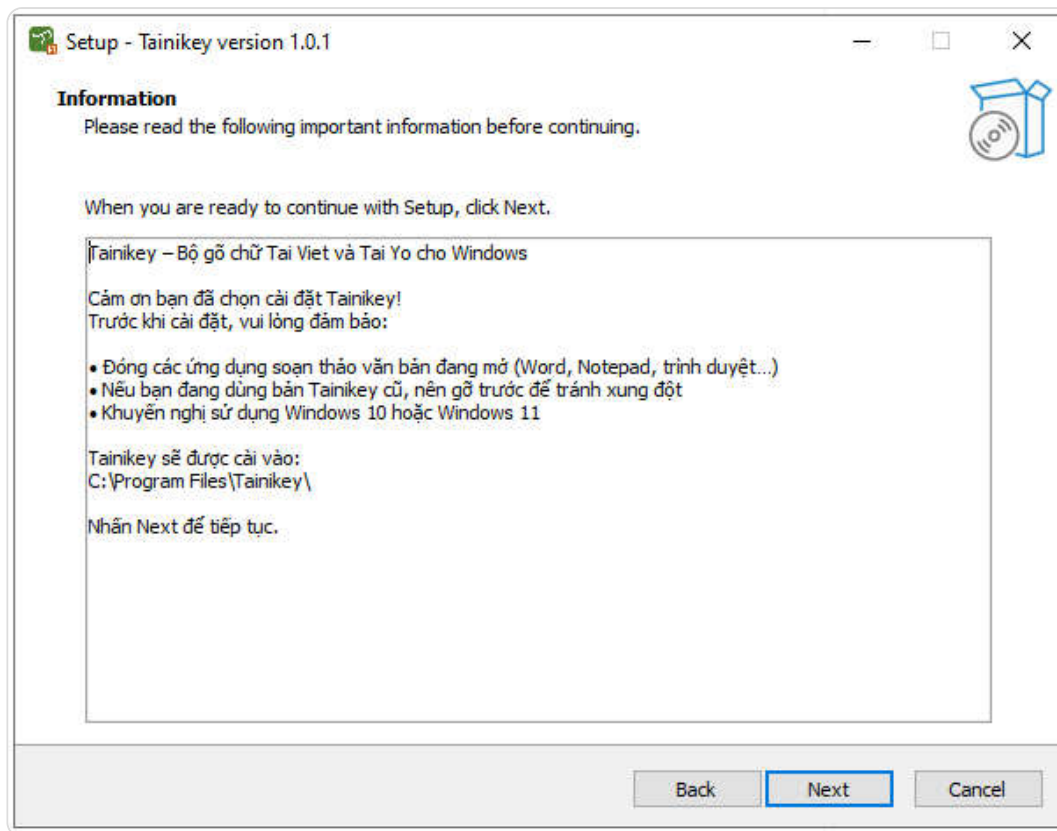 Setup - Tainikey version 1.0.1
Information
Please read the following important information before continuing.
When you are ready to continue with Setup, click Next.
Tainikey – Bộ gõ chữ Tai Viet và Tai Yo cho Windows
Cảm ơn bạn đã chọn cài đặt Tainikey!
Trước khi cài đặt, vui lòng đảm bảo:
• Đóng các ứng dụng soạn thảo văn bản đang mở (Word, Notepad, trình duyệt...)
• Nếu bạn đang dùng bản Tainikey cũ, nên gỡ trước để tránh xung đột
• Khuyến nghị sử dụng Windows 10 hoặc Windows 11
Tainikey sẽ được cài vào:
C:\Program Files\Tainikey\
Nhấn Next để tiếp tục.
Back Next Cancel